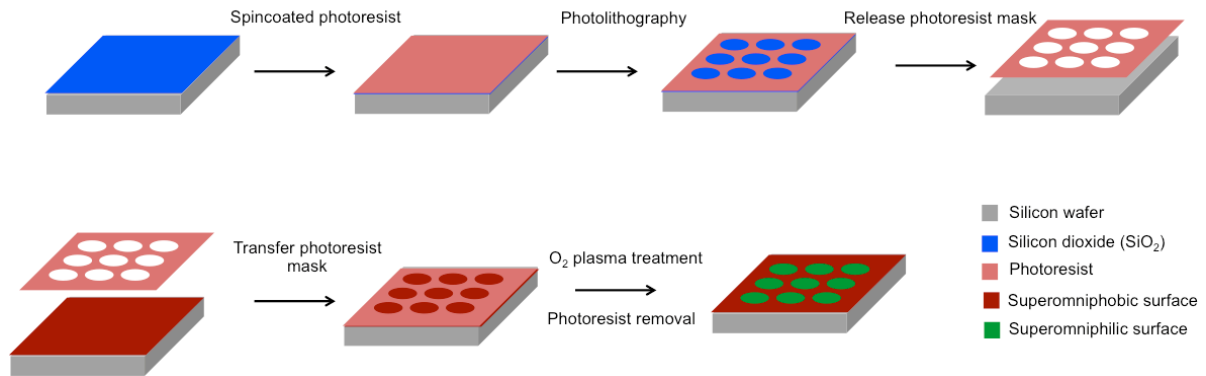 Spincoated photoresist
Photolithography
Release photoresist mask
Transfer photoresist
mask
O₂ plasma treatment
Photoresist removal
Silicon wafer
Silicon dioxide (SiO₂)
Photoresist
Superomniphobic surface
Superomniphilic surface